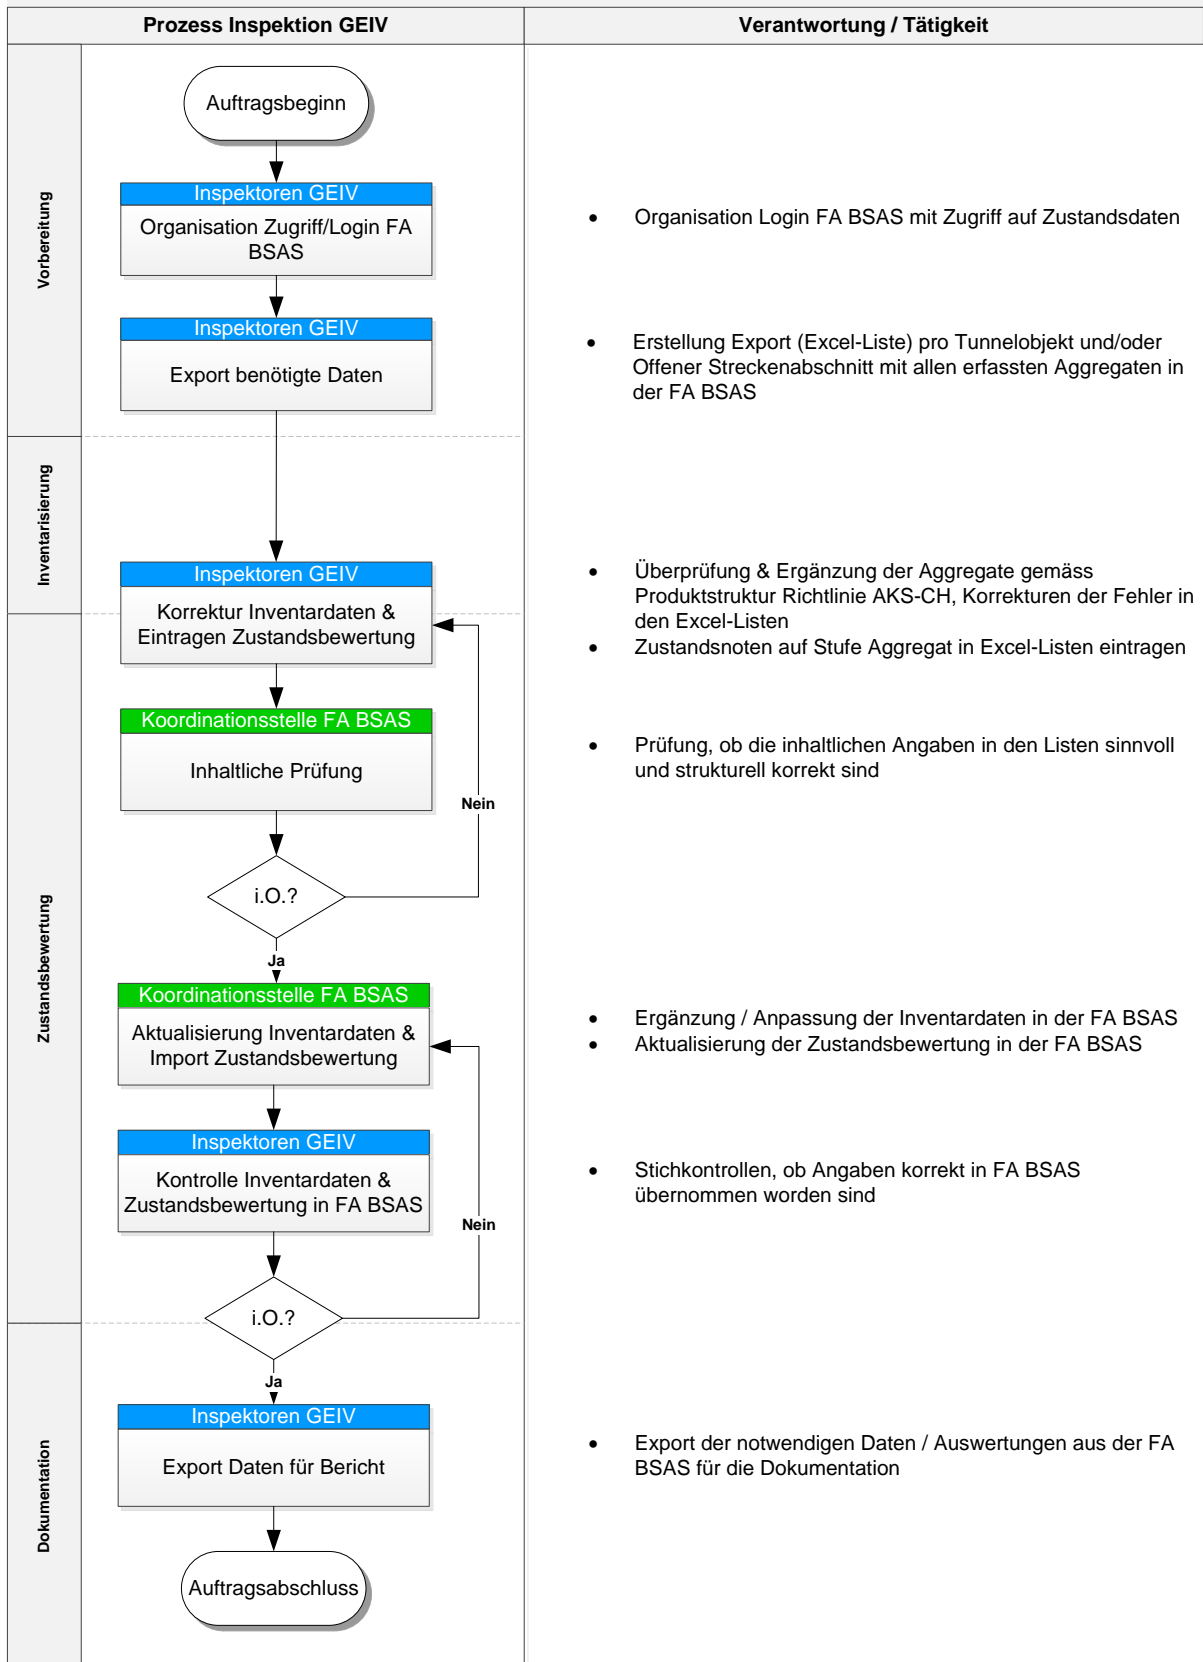 Prozess Inspektion GEIV
Verantwortung / Tätigkeit
Vorbereitung
Auftragsbeginn
Inspektoren GEIV
Organisation Zugriff/Login FA
BSAS
• Organisation Login FA BSAS mit Zugriff auf Zustandsdaten
Inspektoren GEIV
Export benötigte Daten
• Erstellung Export (Excel-Liste) pro Tunnelobjekt und/oder
Offener Streckenabschnitt mit allen erfassten Aggregaten in
der FA BSAS
Inventarisierung
Inspektoren GEIV
Korrektur Inventardaten &
Eintragen Zustandsbewertung
• Überprüfung & Ergänzung der Aggregate gemäss
Produktstruktur Richtlinie AKS-CH, Korrekturen der Fehler in
den Excel-Listen
• Zustandsnoten auf Stufe Aggregat in Excel-Listen eintragen
Zustandsbewertung
Koordinationsstelle FA BSAS
Inhaltliche Prüfung
• Prüfung, ob die inhaltlichen Angaben in den Listen sinnvoll
und strukturell korrekt sind
Nein
i.O.?
Ja
Koordinationsstelle FA BSAS
Aktualisierung Inventardaten &
Import Zustandsbewertung
• Ergänzung / Anpassung der Inventardaten in der FA BSAS
• Aktualisierung der Zustandsbewertung in der FA BSAS
Inspektoren GEIV
Kontrolle Inventardaten &
Zustandsbewertung in FA BSAS
• Stichkontrollen, ob Angaben korrekt in FA BSAS
übernommen worden sind
Nein
i.O.?
Ja
Dokumentation
Inspektoren GEIV
Export Daten für Bericht
• Export der notwendigen Daten / Auswertungen aus der FA
BSAS für die Dokumentation
Auftragsabschluss